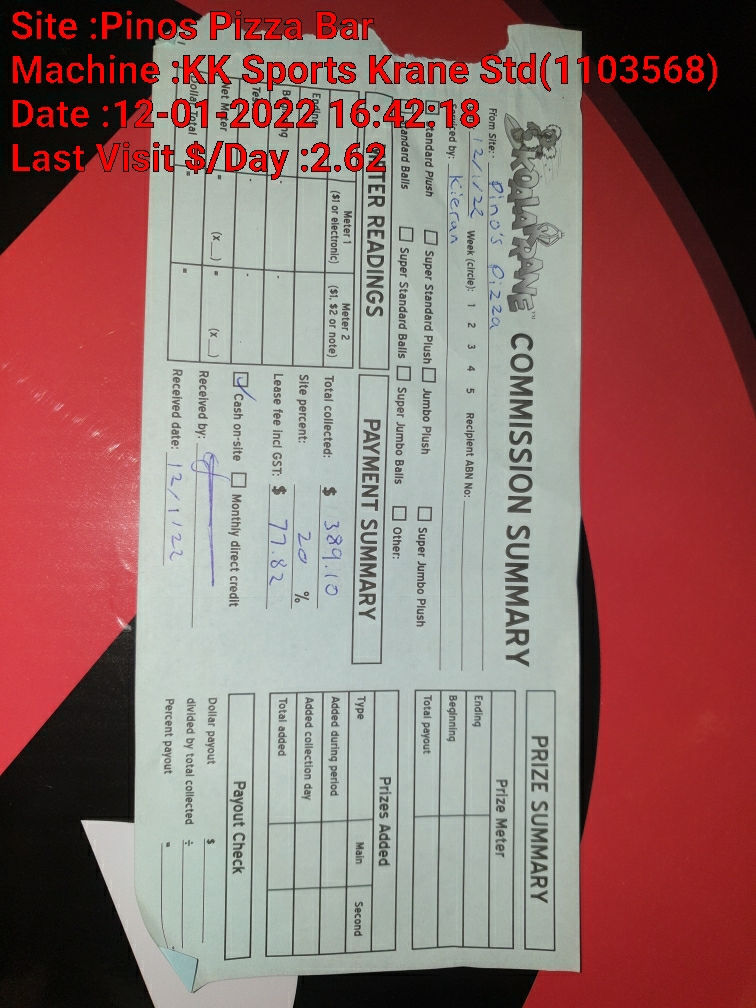 Site :Pinos Pizza Bar
Machine :KK Sports Krane Std(1103568)
Date :12-01 2022 16:42 18
Last Visit $/Day :2.62
KOALA KRANE™ COMMISSION SUMMARY
From Site: Pino's Pizza
12/1/22 Week (circle): 1 2 3 4 5 Recipient ABN No:
by: Kieran
Standard Plush Super Standard Plush Jumbo Plush Super Jumbo Plush
Standard Balls Super Standard Balls Super Jumbo Balls Other:
METER READINGS
Meter 1 Meter 2
($1 or electronic) ($1, $2 or note)
Ending
Net Meter
(x__) = (x__)
Dollar Total = =
PAYMENT SUMMARY
Total collected: $ 389.10
Site percent: 20 %
Lease fee incl GST: $ 77.82
Cash on-site Monthly direct credit
Received by:
Received date: 12/1/22
PRIZE SUMMARY
Prize Meter
Ending
Beginning
Total payout
Prizes Added
Type Main Second
Added during period
Added collection day
Total added
Payout Check
Dollar payout $
divided by total collected ÷
Percent payout =